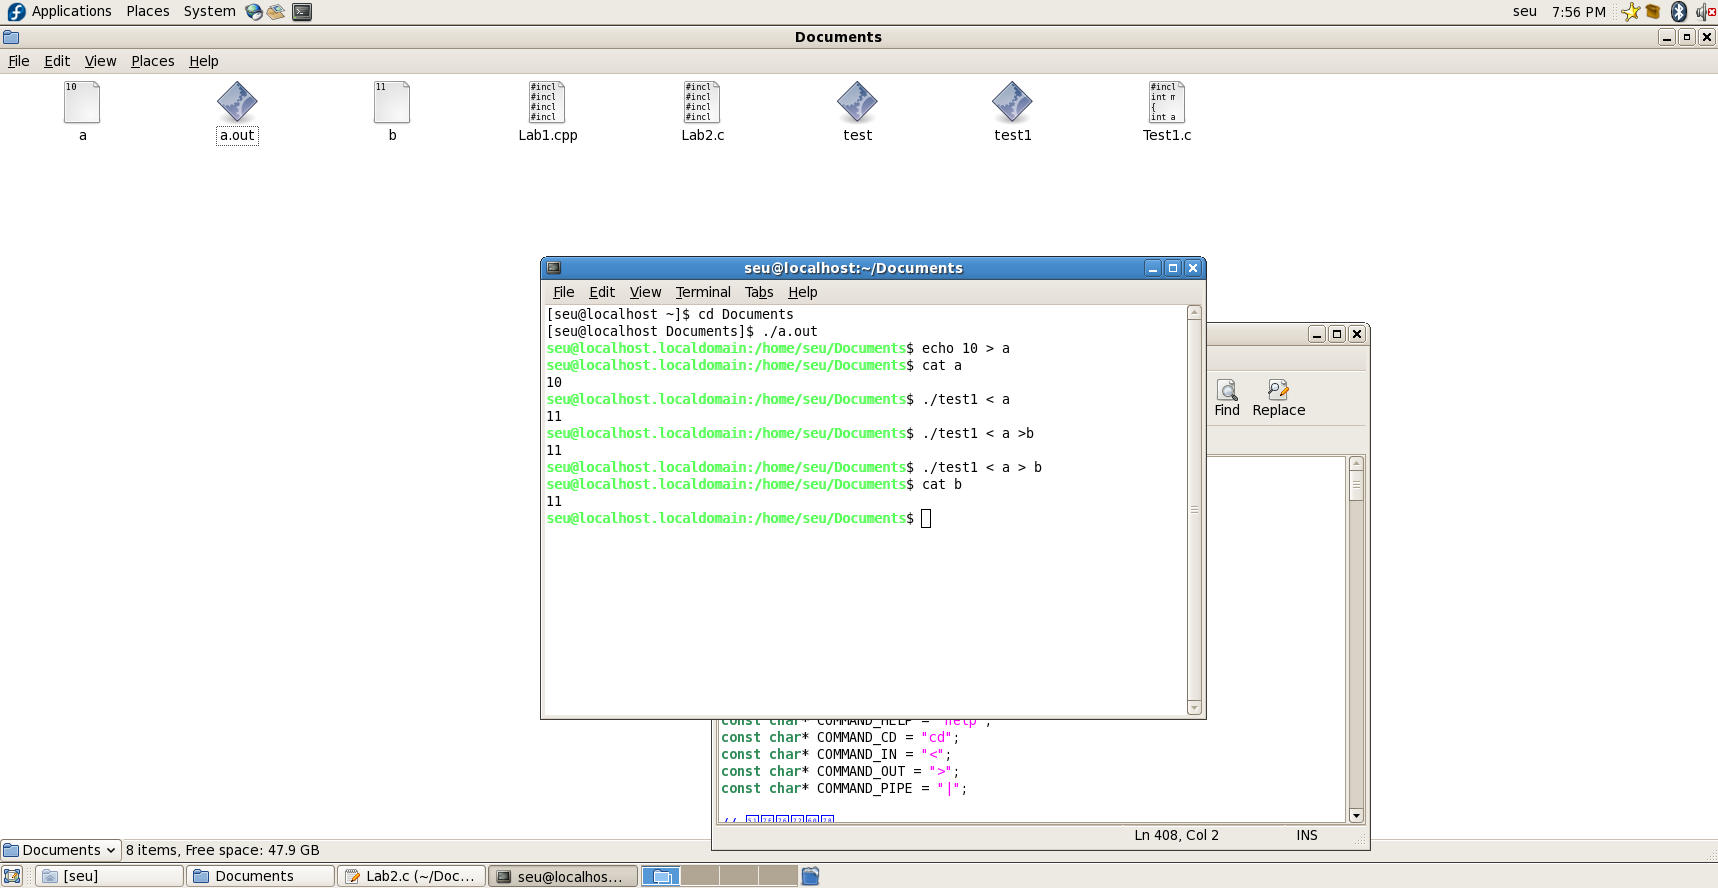 Applications Places System
seu 7:56 PM
Documents
File Edit View Places Help
10
11
#incl
#incl
#incl
#incl
#incl
#incl
#incl
#incl
#incl
int m
{
int a
a a.out b Lab1.cpp Lab2.c test test1 Test1.c
seu@localhost:~/Documents
File Edit View Terminal Tabs Help
[seu@localhost ~]$ cd Documents
[seu@localhost Documents]$ ./a.out
seu@localhost.localdomain:/home/seu/Documents$ echo 10 > a
seu@localhost.localdomain:/home/seu/Documents$ cat a
10
seu@localhost.localdomain:/home/seu/Documents$ ./test1 < a
11
seu@localhost.localdomain:/home/seu/Documents$ ./test1 < a >b
11
seu@localhost.localdomain:/home/seu/Documents$ ./test1 < a > b
seu@localhost.localdomain:/home/seu/Documents$ cat b
11
seu@localhost.localdomain:/home/seu/Documents$
Find Replace
const char* COMMAND_HELP = "help";
const char* COMMAND_CD = "cd";
const char* COMMAND_IN = "<";
const char* COMMAND_OUT = ">";
const char* COMMAND_PIPE = "|";
//
Ln 408, Col 2 INS
Documents 8 items, Free space: 47.9 GB
[seu] Documents Lab2.c (~/Doc... seu@localhos...